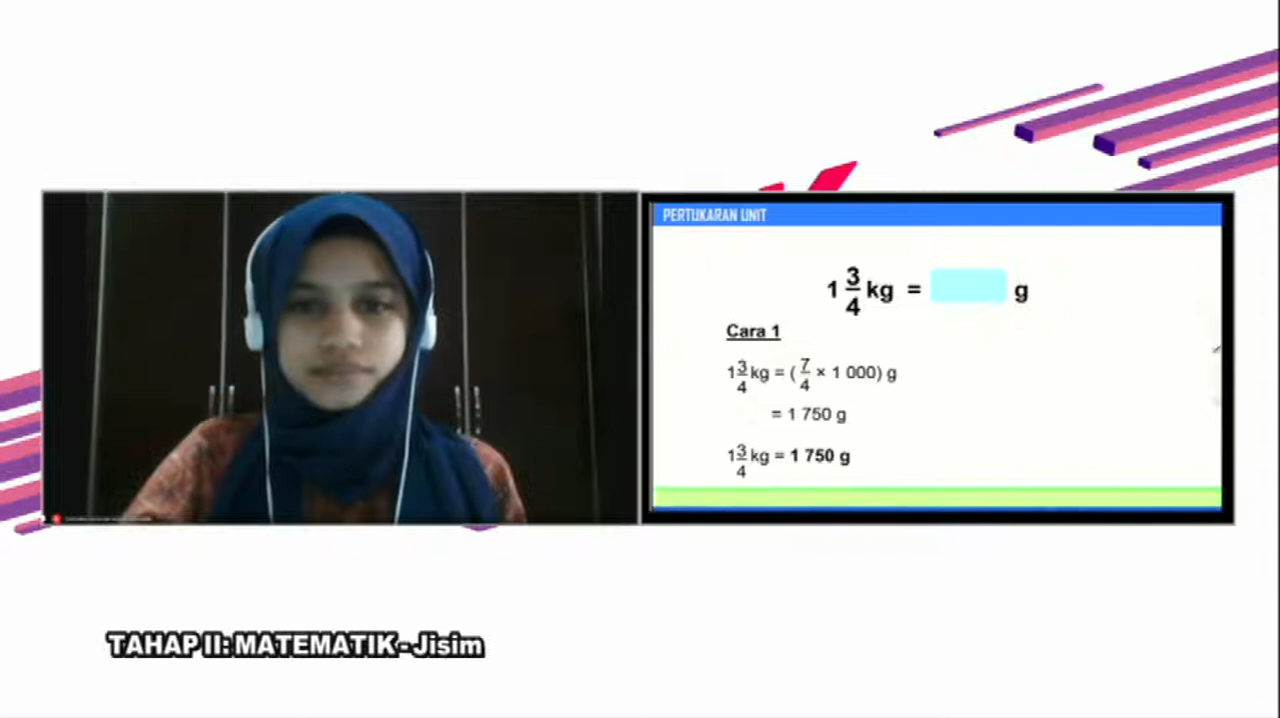 PERTUKARAN UNIT
1 3/4 kg = g
Cara 1
1 3/4 kg = ( 7/4 × 1 000) g
= 1 750 g
1 3/4 kg = 1 750 g
TAHAP II: MATEMATIK - Jisim